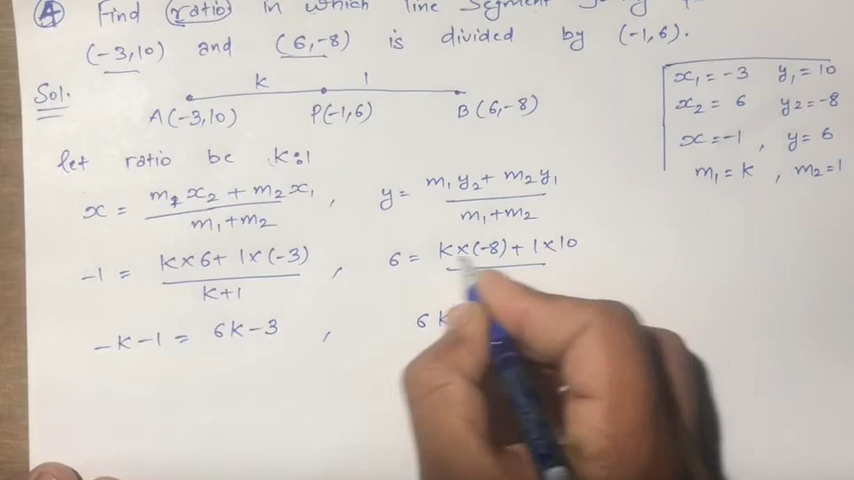 4 Find ratio in which line segment
(-3,10) and (6,-8) is divided by (-1,6).
Sol.
K 1
A(-3,10) P(-1,6) B(6,-8)
x₁ = -3 y₁ = 10
x₂ = 6 y₂ = -8
x = -1 , y = 6
m₁ = K , m₂ = 1
let ratio be K:1
x = (m₁x₂ + m₂x₁)/(m₁+m₂) , y = (m₁y₂ + m₂y₁)/(m₁+m₂)
-1 = (K×6+1×(-3))/(K+1) , 6 = K×(-8)+1×10
-K-1 = 6K-3 , 6K